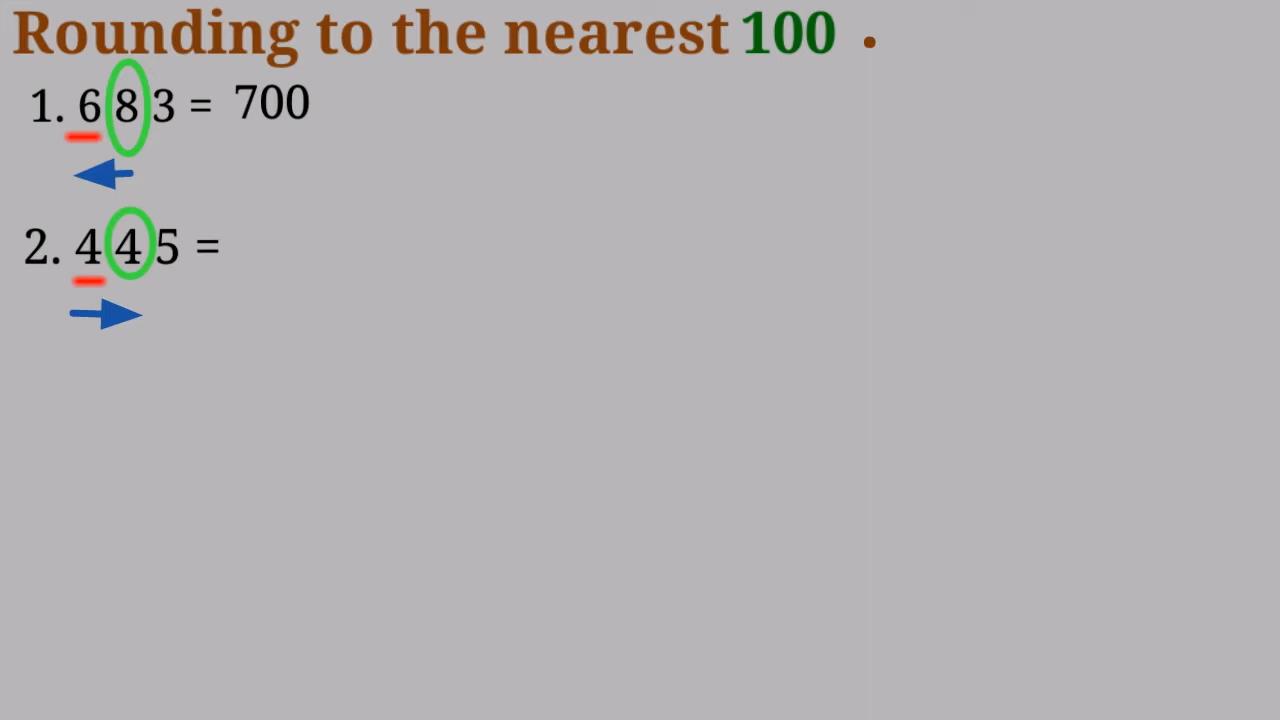 Rounding to the nearest 100 .
1. 683 = 700
2. 445 =